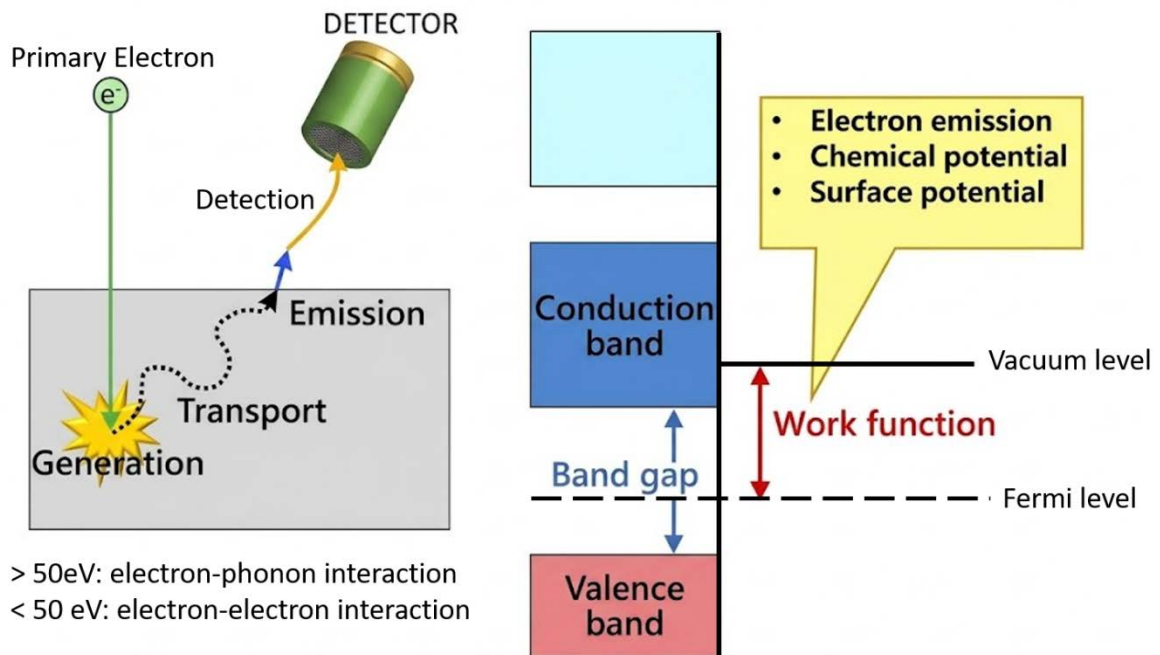 DETECTOR
Primary Electron
e-
Detection
Emission
Transport
Generation
> 50eV: electron-phonon interaction
< 50 eV: electron-electron interaction
Conduction
band
Band gap
Valence
band
• Electron emission
• Chemical potential
• Surface potential
Vacuum level
Work function
Fermi level